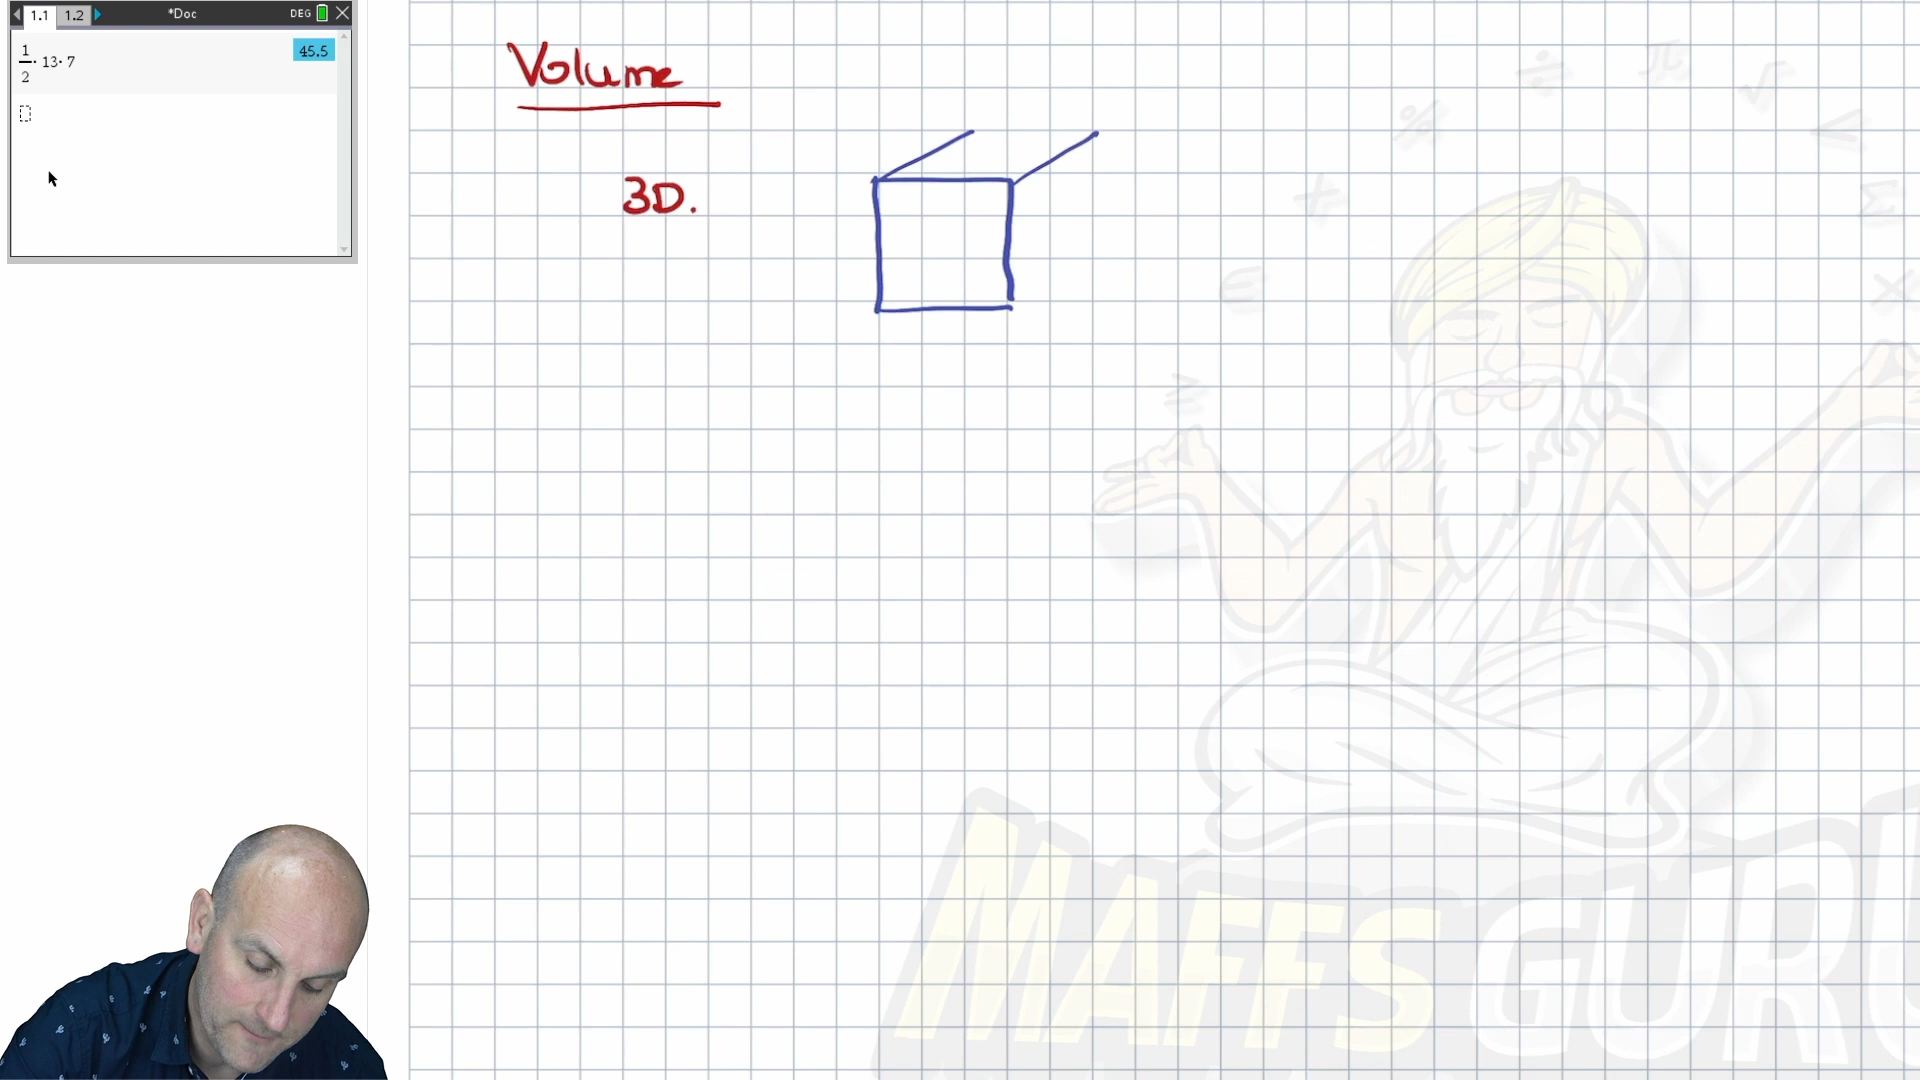 1.1 1.2 *Doc DEG
1/2 · 13 · 7 45.5
Volume
3D.
% ÷ π √ ∠
+ Σ
∈ ×
≥
MAFFS GURU